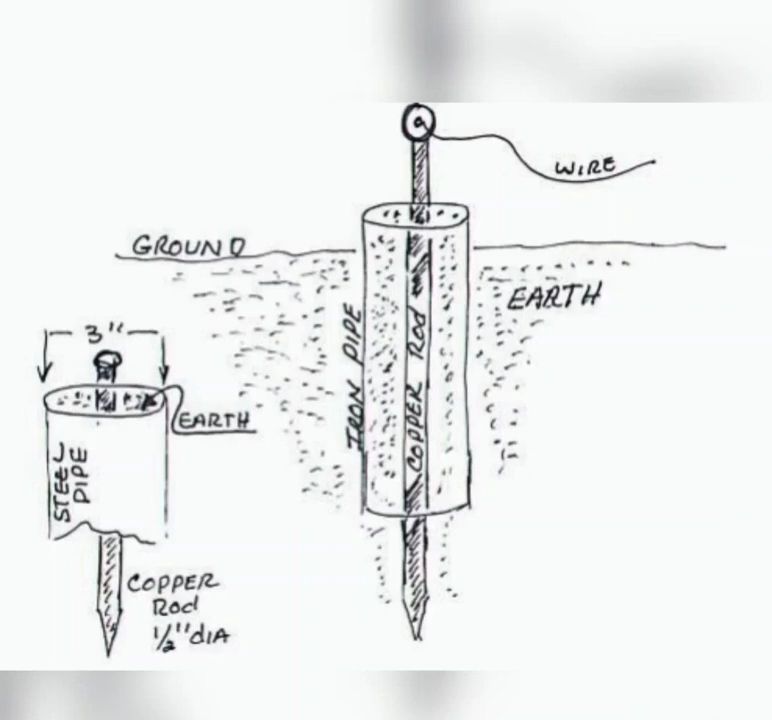 WIRE
GROUND
EARTH
3"
IRON PIPE
COPPER Rod
EARTH
STEEL
PIPE
COPPER
Rod
1/2" dIA